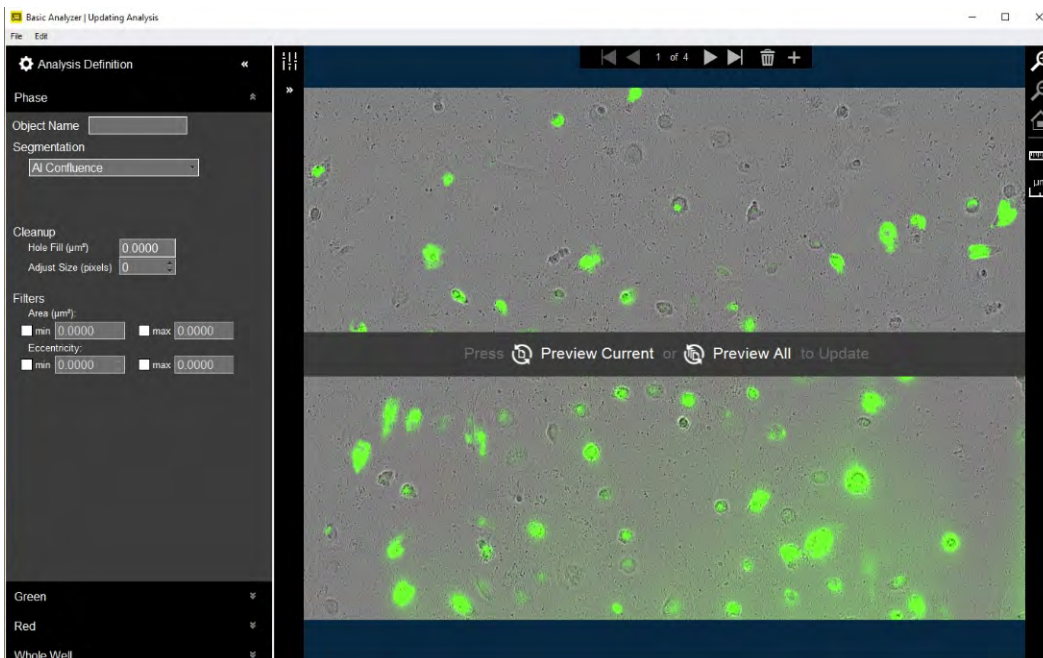 Basic Analyzer | Updating Analysis
File Edit
Analysis Definition «
1 of 4
Phase
Object Name
Segmentation
AI Confluence
Cleanup
Hole Fill (µm²) 0.0000
Adjust Size (pixels) 0
Filters
Area (µm²):
min 0.0000 max 0.0000
Eccentricity:
min 0.0000 max 0.0000
Press Preview Current or Preview All to Update
Green
Red
Whole Well
µm